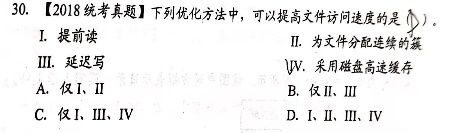 30. 【2018统考真题】下列优化方法中，可以提高文件访问速度的是（D）。
I. 提前读 II. 为文件分配连续的簇
III. 延迟写 IV. 采用磁盘高速缓存
A. 仅I、II B. 仅II、III
C. 仅I、III、IV D. I、II、III、IV